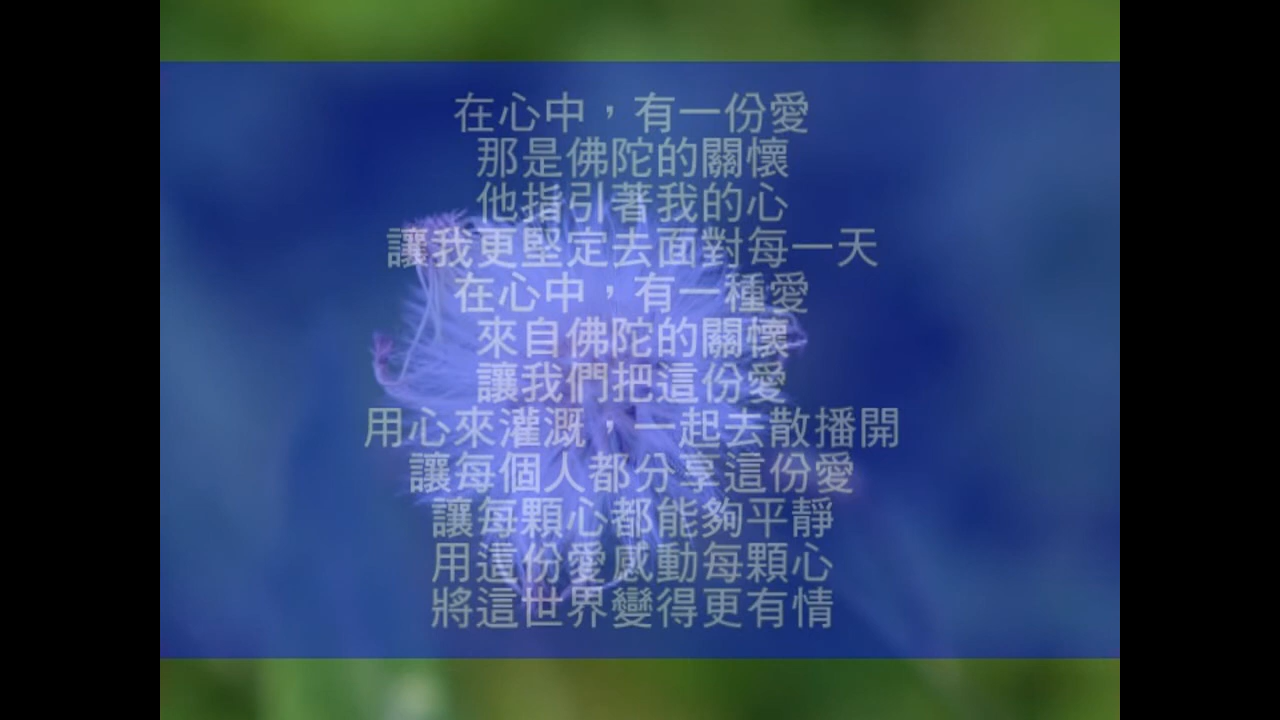 在心中，有一份愛
那是佛陀的關懷
他指引著我的心
讓我更堅定去面對每一天
在心中，有一種愛
來自佛陀的關懷
讓我們把這份愛
用心來灌溉，一起去散播開
讓每個人都分享這份愛
讓每顆心都能夠平靜
用這份愛感動每顆心
將這世界變得更有情